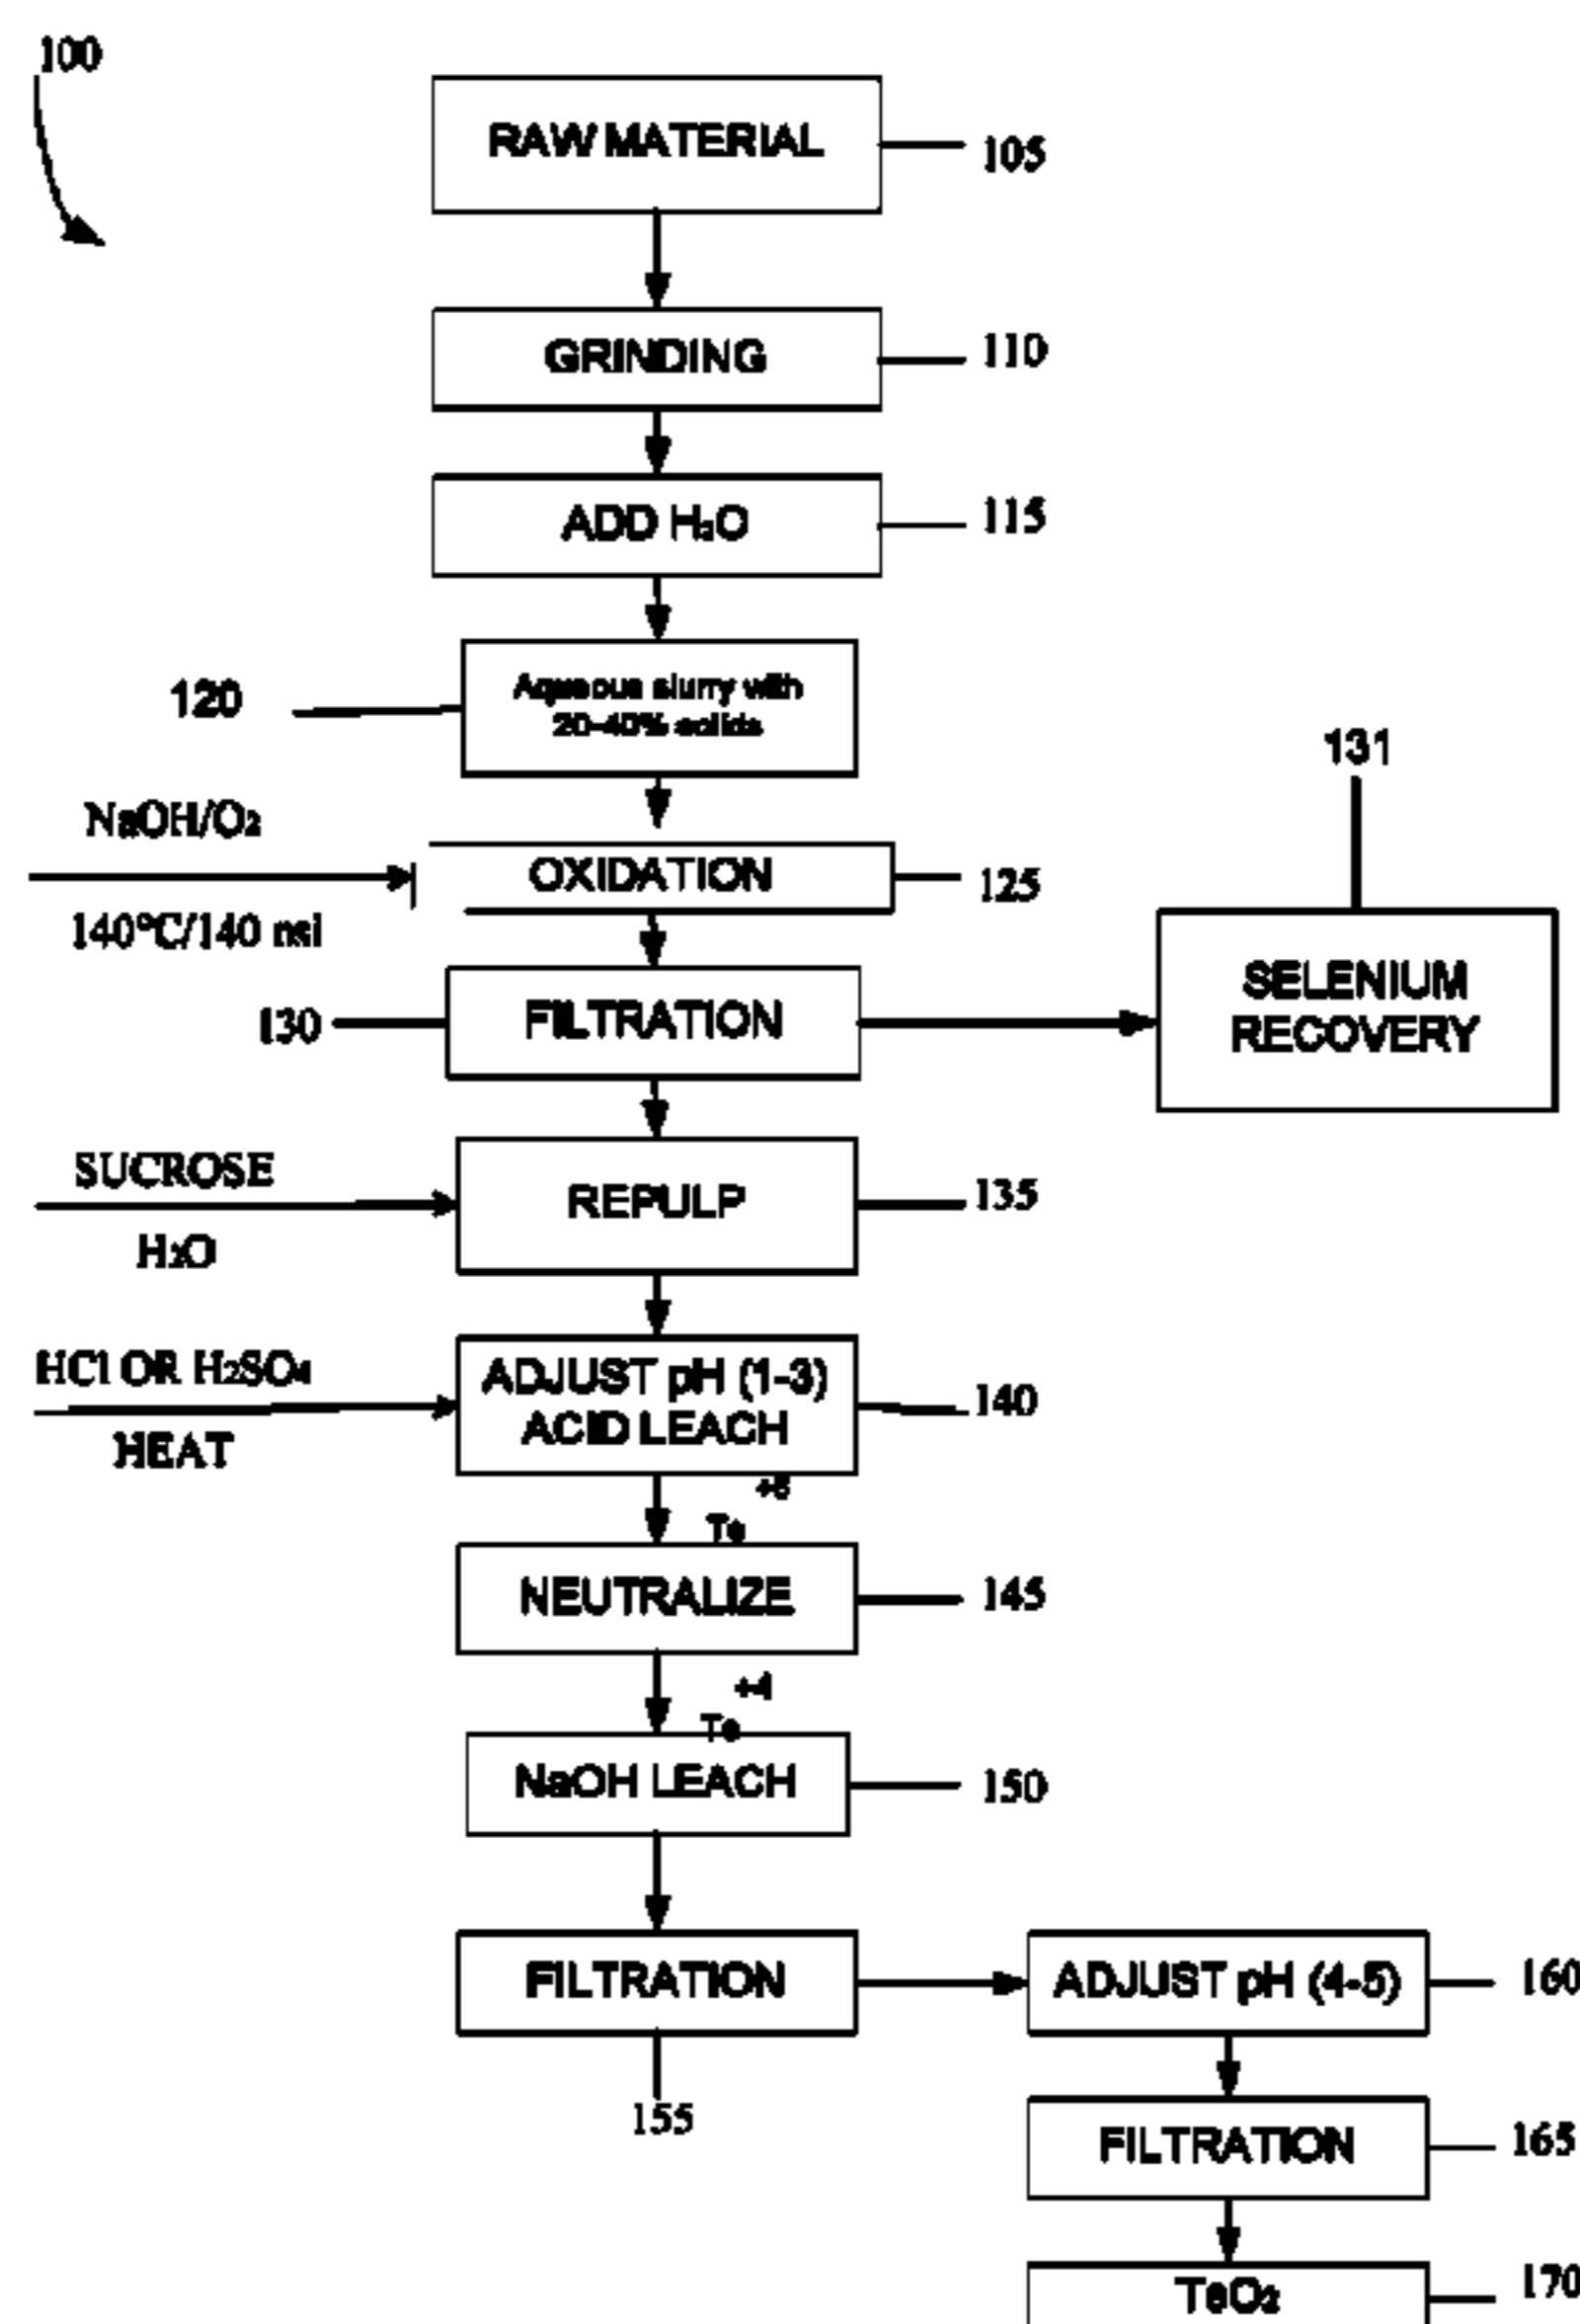 100
RAW MATERIAL
105
GRINDING
110
ADD H₂O
115
120
Aqueous slurry with
20-40% solids
131
NaOH/O₂
OXIDATION
125
140°C/140 psi
SELENIUM
RECOVERY
130
FILTRATION
SUCROSE
REPULP
135
H₂O
HCl OR H₂SO₄
ADJUST pH (1-3)
ACID LEACH
140
HEAT
Te
NEUTRALIZE
145
Te⁺⁴
NaOH LEACH
150
FILTRATION
ADJUST pH (4-5)
160
155
FILTRATION
165
TeO₂
170